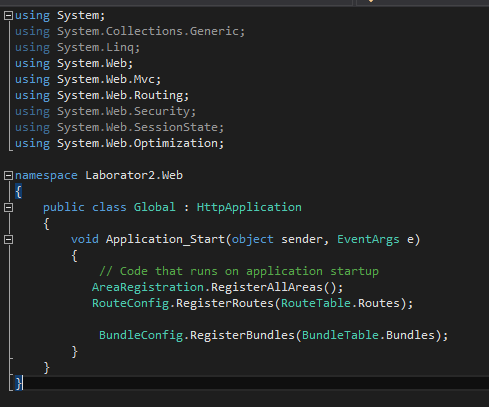 using System;
using System.Collections.Generic;
using System.Linq;
using System.Web;
using System.Web.Mvc;
using System.Web.Routing;
using System.Web.Security;
using System.Web.SessionState;
using System.Web.Optimization;

namespace Laborator2.Web
{
    public class Global : HttpApplication
    {
        void Application_Start(object sender, EventArgs e)
        {
            // Code that runs on application startup
           AreaRegistration.RegisterAllAreas();
           RouteConfig.RegisterRoutes(RouteTable.Routes);

            BundleConfig.RegisterBundles(BundleTable.Bundles);
        }
    }
}